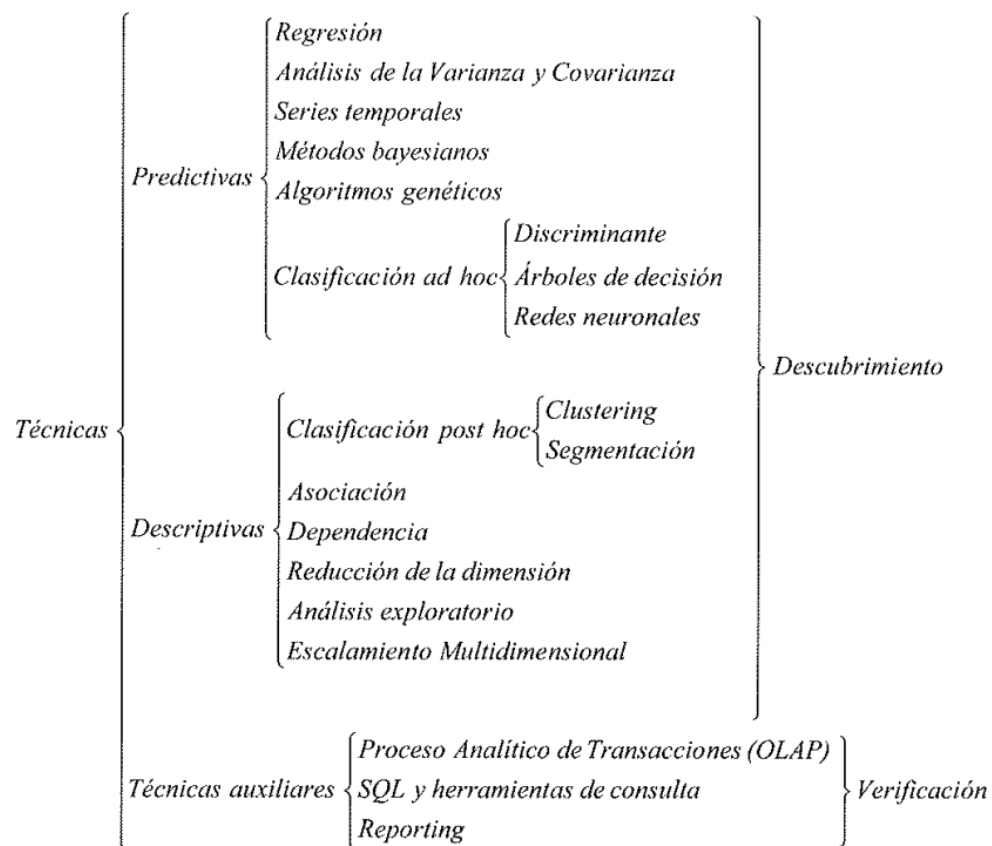 Regresión
Análisis de la Varianza y Covarianza
Series temporales
Métodos bayesianos
Predictivas
Algoritmos genéticos
Discriminante
Clasificación ad hoc
Árboles de decisión
Redes neuronales
Descubrimiento
Técnicas
Clasificación post hoc
Clustering
Segmentación
Asociación
Descriptivas
Dependencia
Reducción de la dimensión
Análisis exploratorio
Escalamiento Multidimensional
Proceso Analítico de Transacciones (OLAP)
Técnicas auxiliares
SQL y herramientas de consulta
Verificación
Reporting